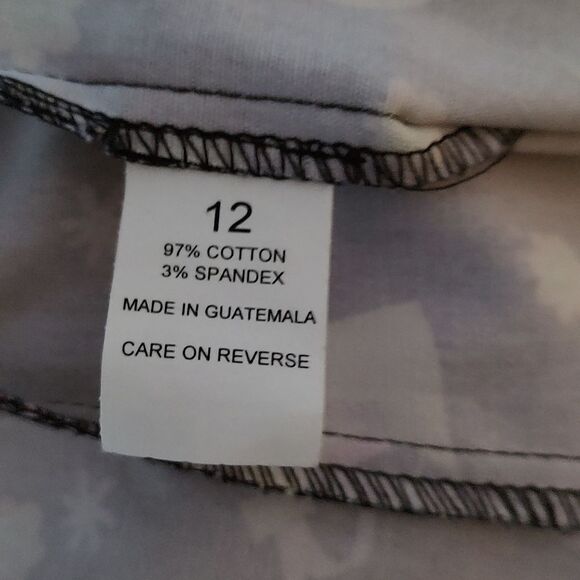 12
97% COTTON
3% SPANDEX
MADE IN GUATEMALA
CARE ON REVERSE